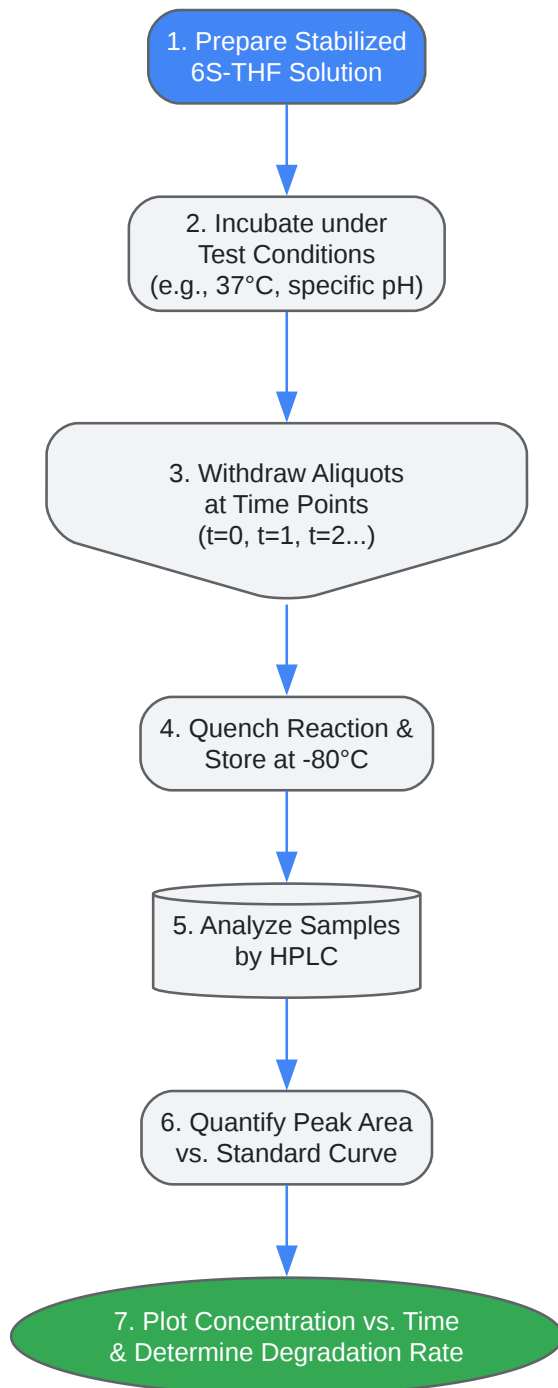 1. Prepare Stabilized
6S-THF Solution
2. Incubate under
Test Conditions
(e.g., 37°C, specific pH)
3. Withdraw Aliquots
at Time Points
(t=0, t=1, t=2...)
4. Quench Reaction &
Store at -80°C
5. Analyze Samples
by HPLC
6. Quantify Peak Area
vs. Standard Curve
7. Plot Concentration vs. Time
& Determine Degradation Rate